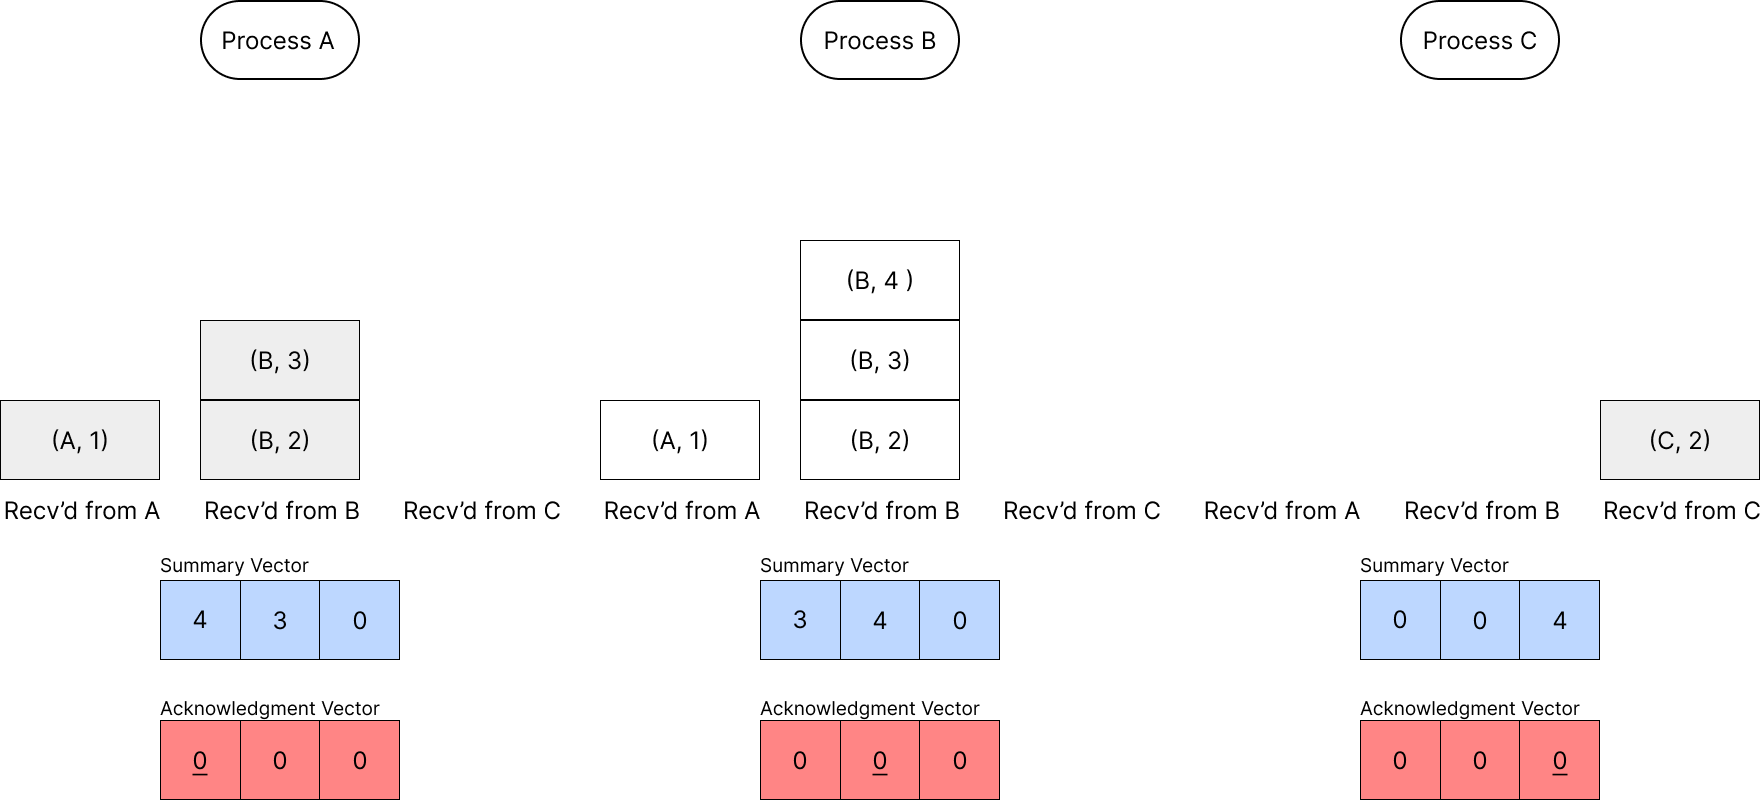 Process A
Process B
Process C
(B, 4 )
(B, 3)
(B, 3)
(A, 1)
(B, 2)
(A, 1)
(B, 2)
(C, 2)
Recv’d from A
Recv’d from B
Recv’d from C
Recv’d from A
Recv’d from B
Recv’d from C
Recv’d from A
Recv’d from B
Recv’d from C
Summary Vector
Summary Vector
Summary Vector
4 3 0
3 4 0
0 0 4
Acknowledgment Vector
Acknowledgment Vector
Acknowledgment Vector
0 0 0
0 0 0
0 0 0